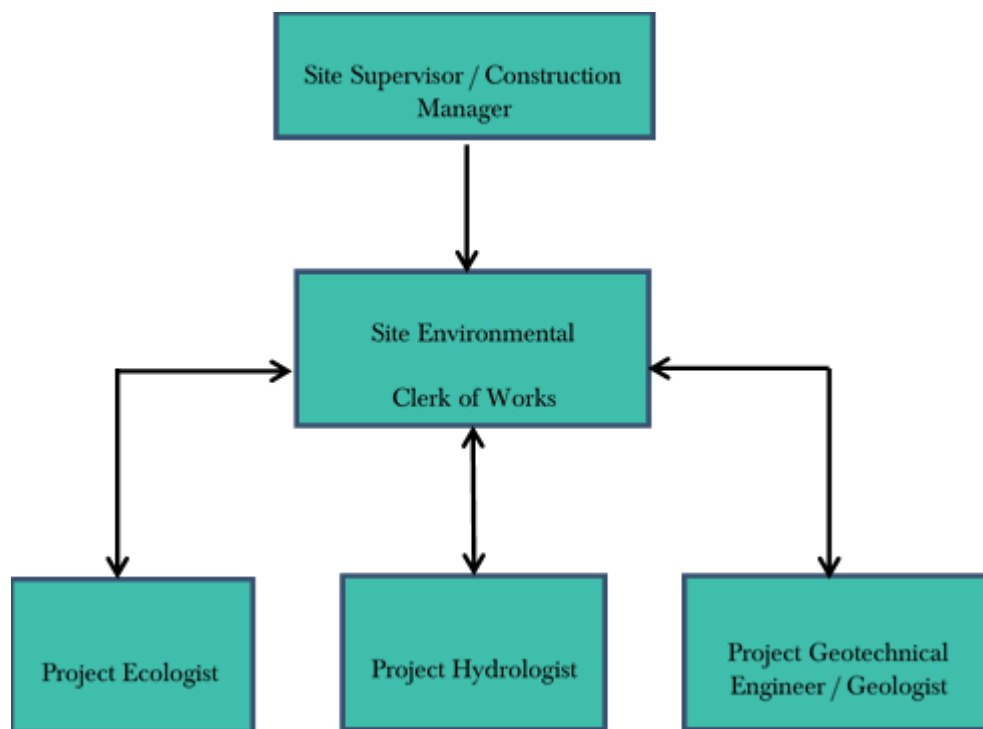 Site Supervisor / Construction
Manager
Site Environmental
Clerk of Works
Project Ecologist
Project Hydrologist
Project Geotechnical
Engineer / Geologist